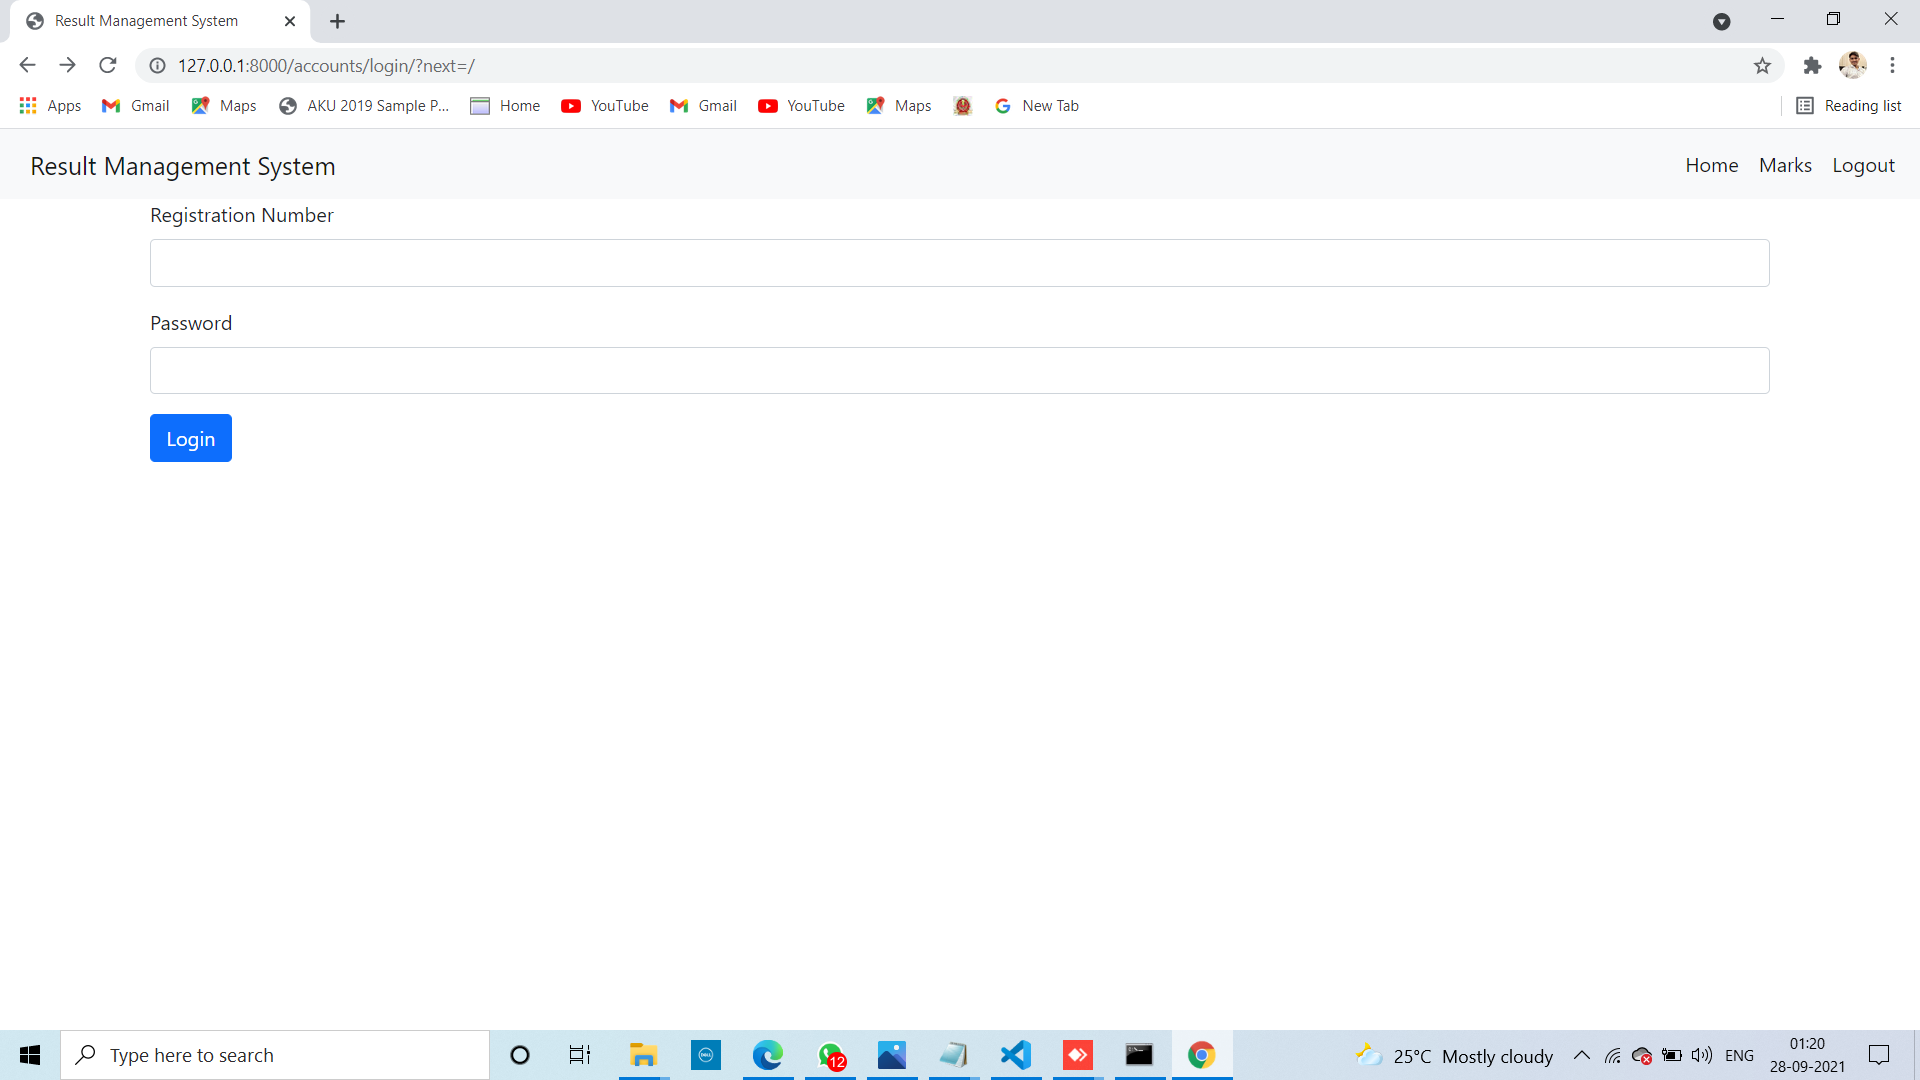 Result Management System
127.0.0.1:8000/accounts/login/?next=/
Apps Gmail Maps AKU 2019 Sample P... Home YouTube Gmail YouTube Maps New Tab Reading list
Result Management System Home Marks Logout
Registration Number
Password
Login
Type here to search 12 25°C Mostly cloudy ENG 01:20
28-09-2021